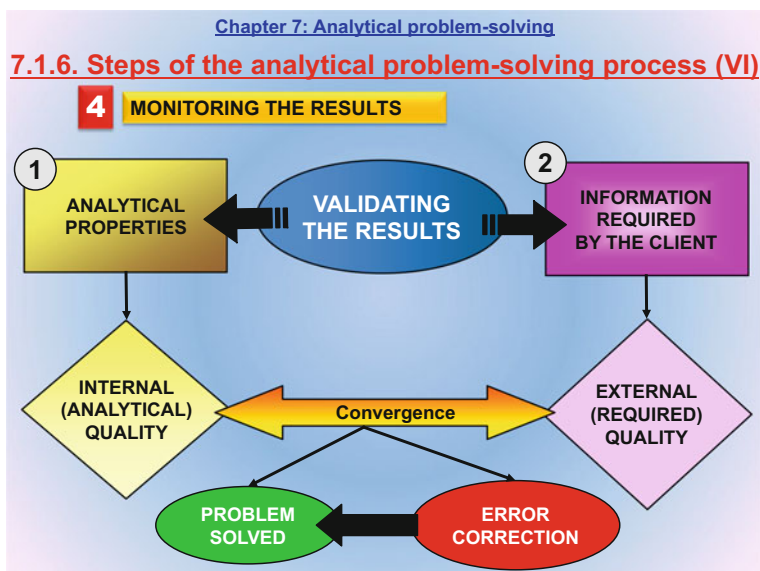 Chapter 7: Analytical problem-solving
7.1.6. Steps of the analytical problem-solving process (VI)
4 MONITORING THE RESULTS
1
ANALYTICAL
PROPERTIES
VALIDATING
THE RESULTS
2
INFORMATION
REQUIRED
BY THE CLIENT
INTERNAL
(ANALYTICAL)
QUALITY
Convergence
EXTERNAL
(REQUIRED)
QUALITY
PROBLEM
SOLVED
ERROR
CORRECTION